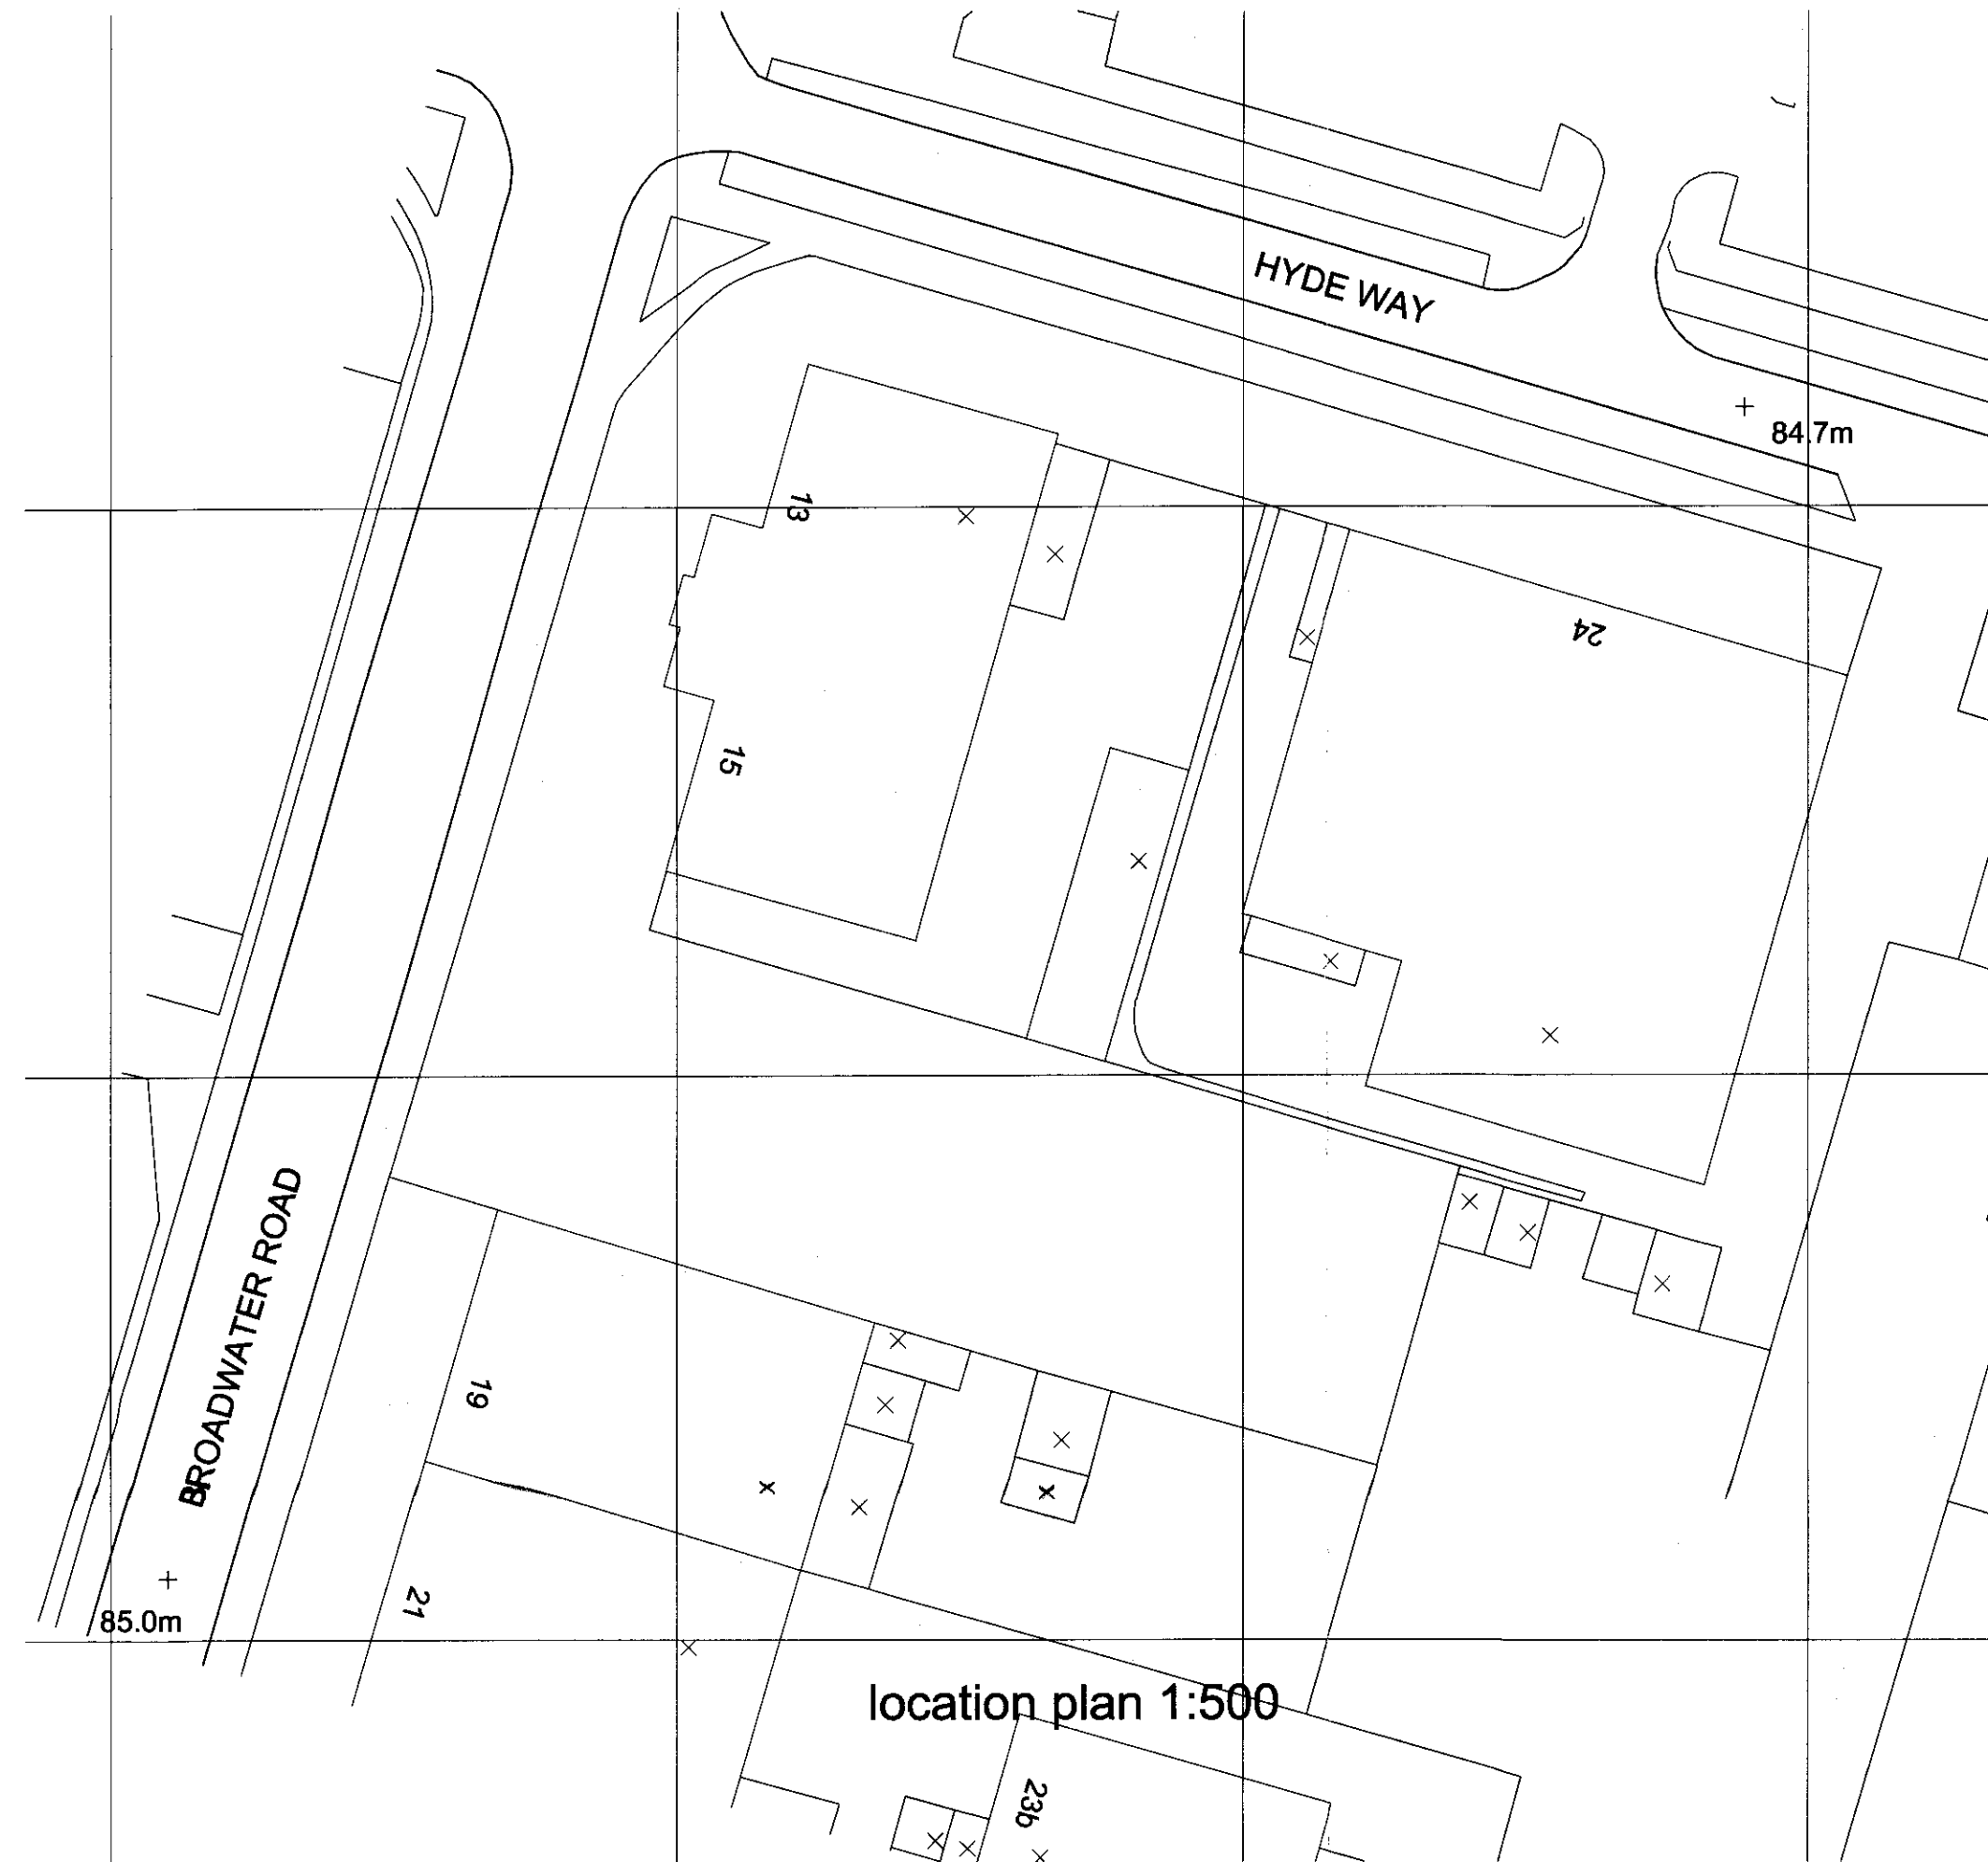 HYDE WAY
84.7m
13
24
15
BROADWATER ROAD
19
21
85.0m
location plan 1:500
23b